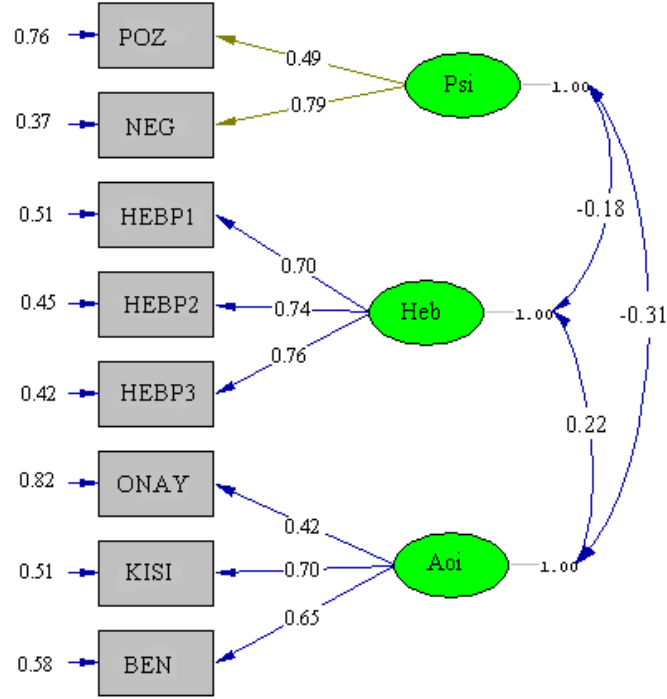 0.76 POZ
0.49
Psi 1.00
0.79
0.37 NEG
0.51 HEBP1
-0.18
0.70
0.45 HEBP2 0.74 Heb 1.00
-0.31
0.76
0.42 HEBP3
0.22
0.82 ONAY
0.42
Aoi 1.00
0.51 KISI 0.70
0.65
0.58 BEN